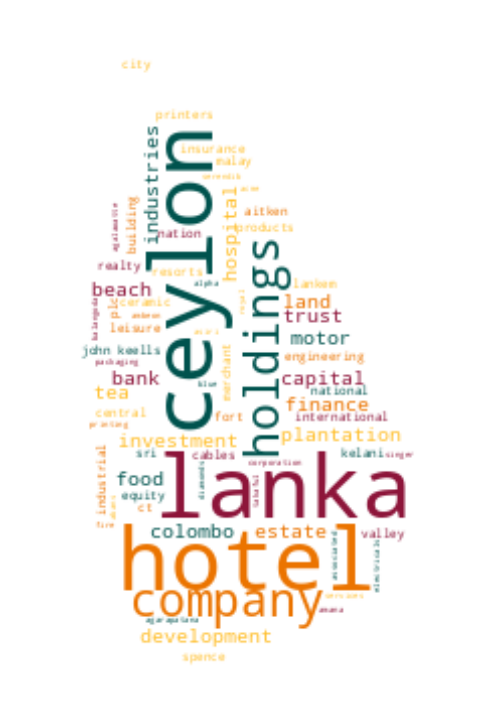 city
printers
insurance
malay
serendib
industries
ceylon
hospital
building
aitken
products
nation
realty
resorts
alpha
holdings
lankem
beach
ceramic
plc
land
trust
leisure
motor
john keells
packaging
engineering
merchant
blue
bank
capital
national
tea
finance
central
fort
international
printing
investment
plantation
sri
cables
kelani
singer
corporation
lanka
industrial
food
equity
diamonds
ct
colombo
estate
valley
associated
electricals
hotel
company
agarapatana
development
spence